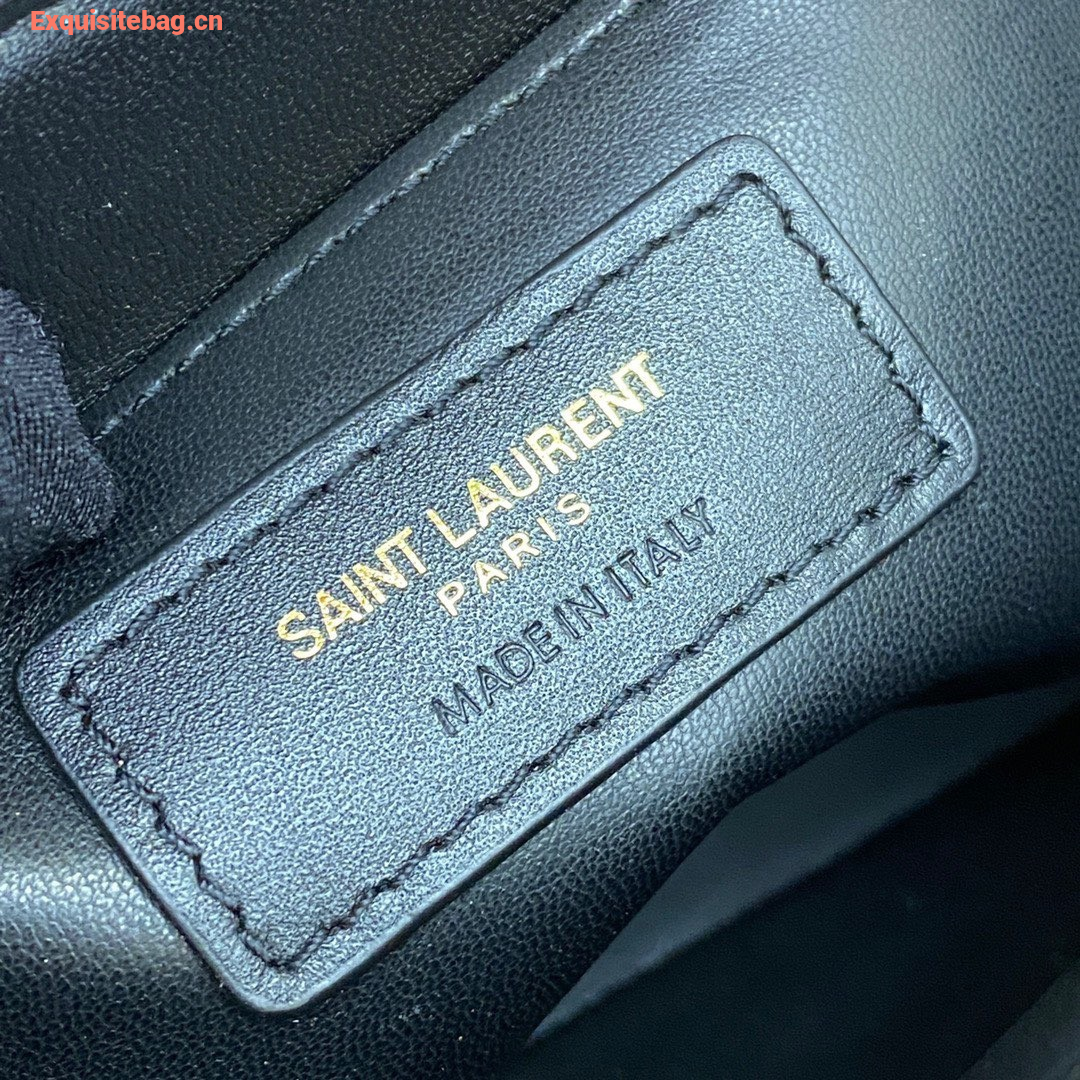 Exquisitebag.cn
SAINT LAURENT
PARIS
MADE IN ITALY